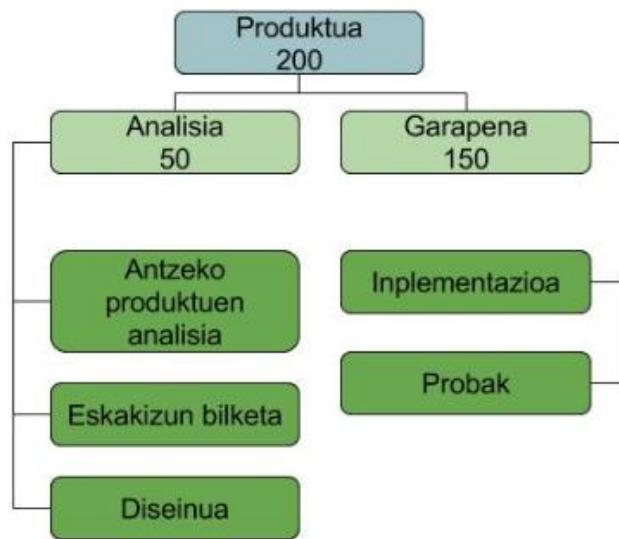 Produktua
200
Analisia
50
Garapena
150
Antzeko
produktuen
analisia
Inplementazioa
Eskakizun bilketa
Probak
Diseinua